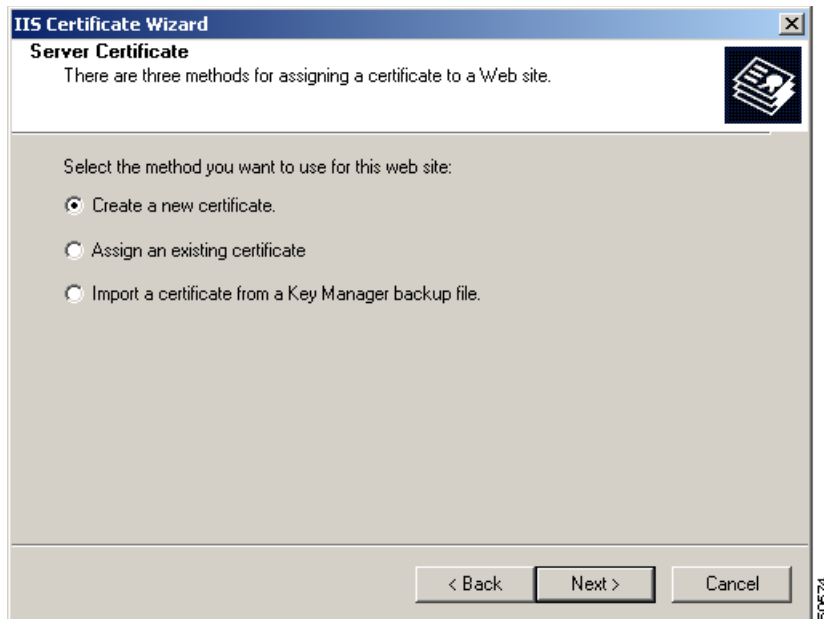 IIS Certificate Wizard
Server Certificate
There are three methods for assigning a certificate to a Web site.
Select the method you want to use for this web site:
Create a new certificate.
Assign an existing certificate
Import a certificate from a Key Manager backup file.
< Back
Next >
Cancel